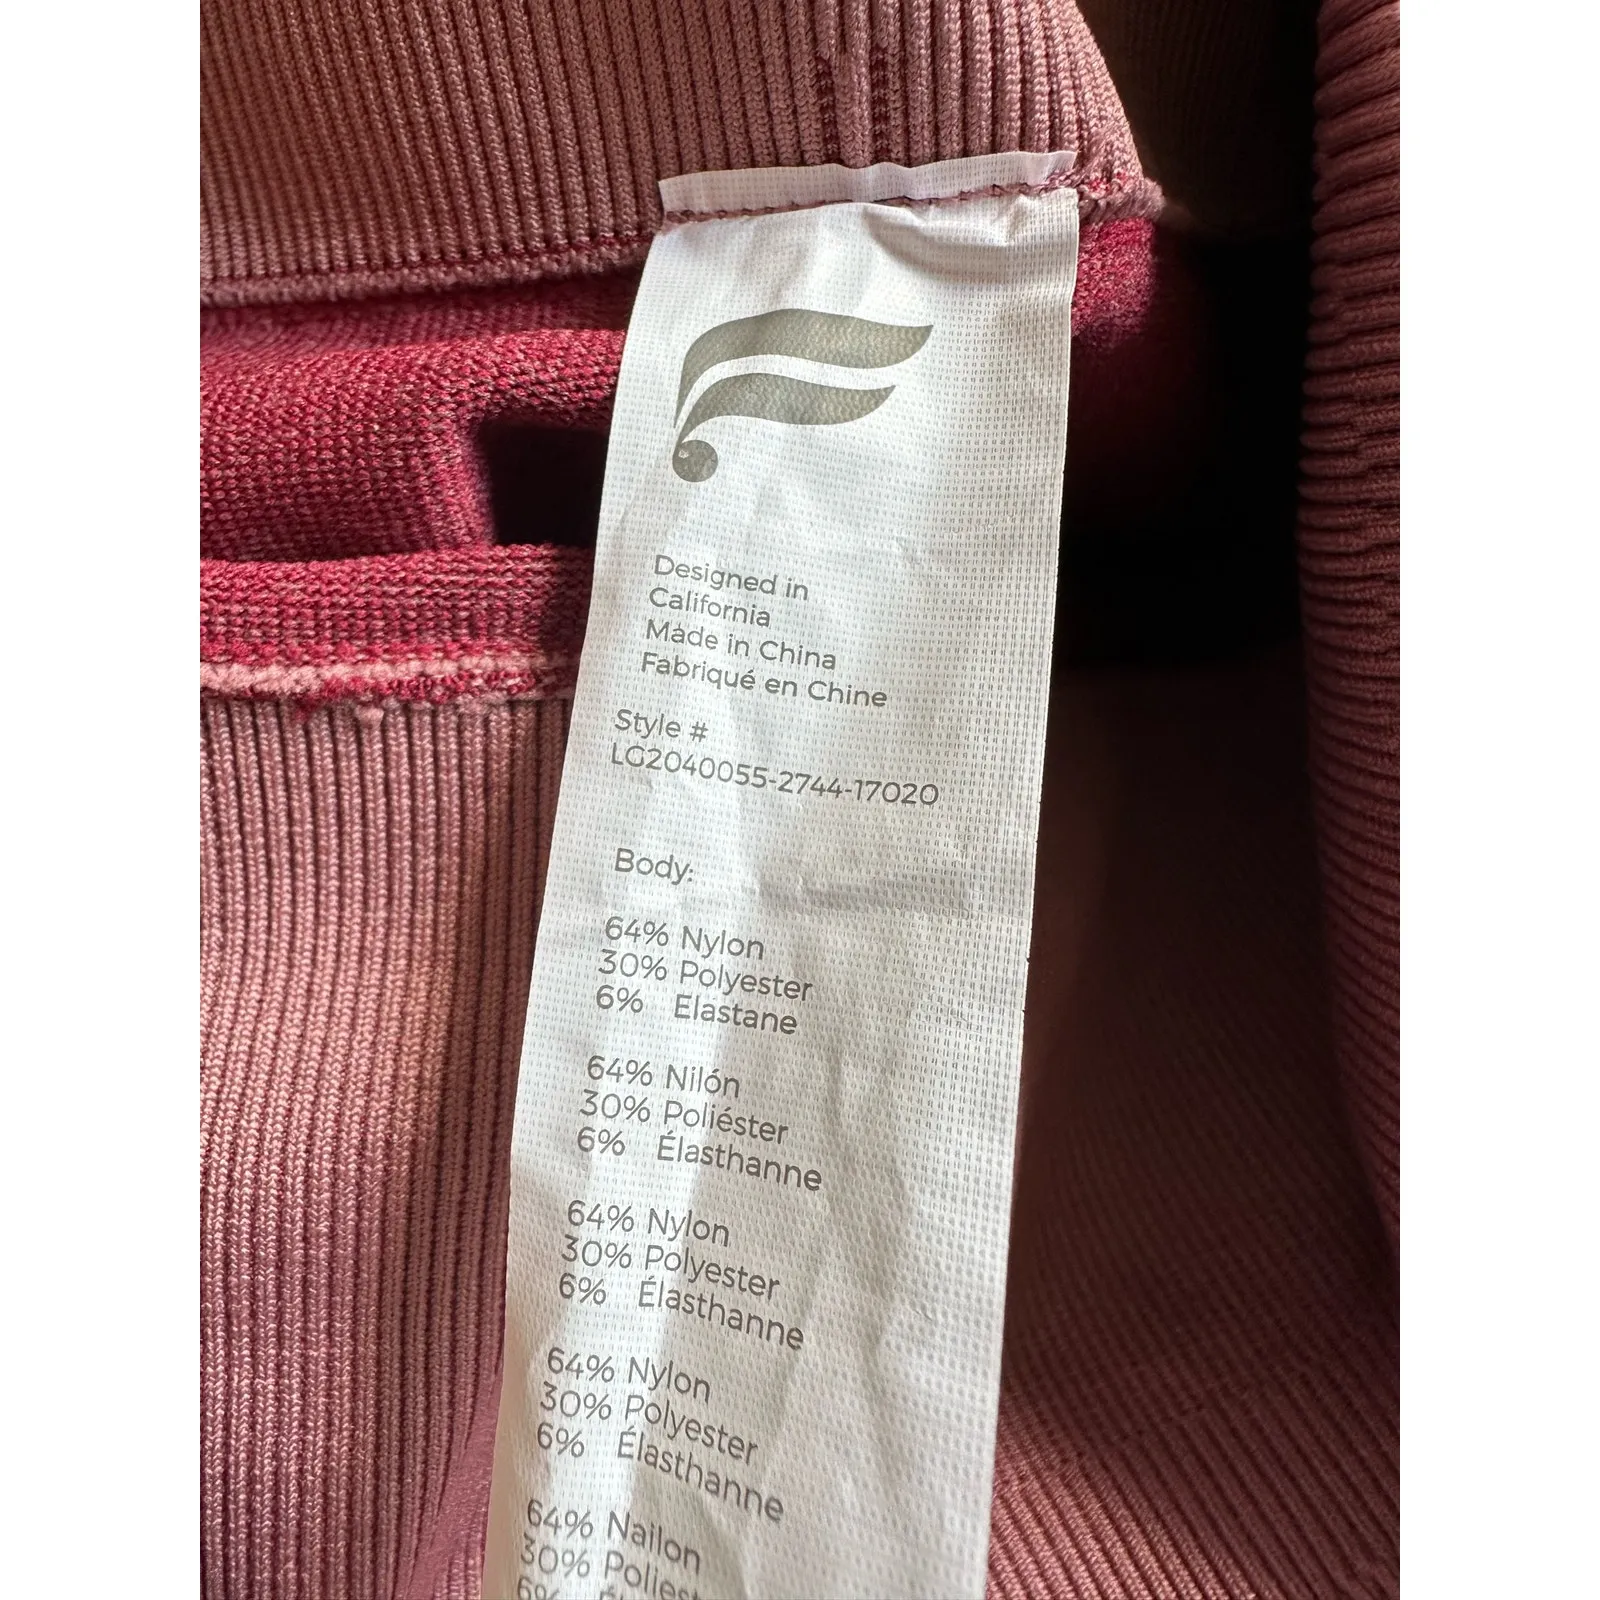 Designed in
California
Made in China
Fabriqué en Chine
Style #
LG2040055-2744-17020
Body:
64% Nylon
30% Polyester
6% Elastane
64% Nilón
30% Poliéster
6% Élasthanne
64% Nylon
30% Polyester
6% Élasthanne
64% Nylon
30% Polyester
6% Élasthanne
64% Nailon
30%
6%